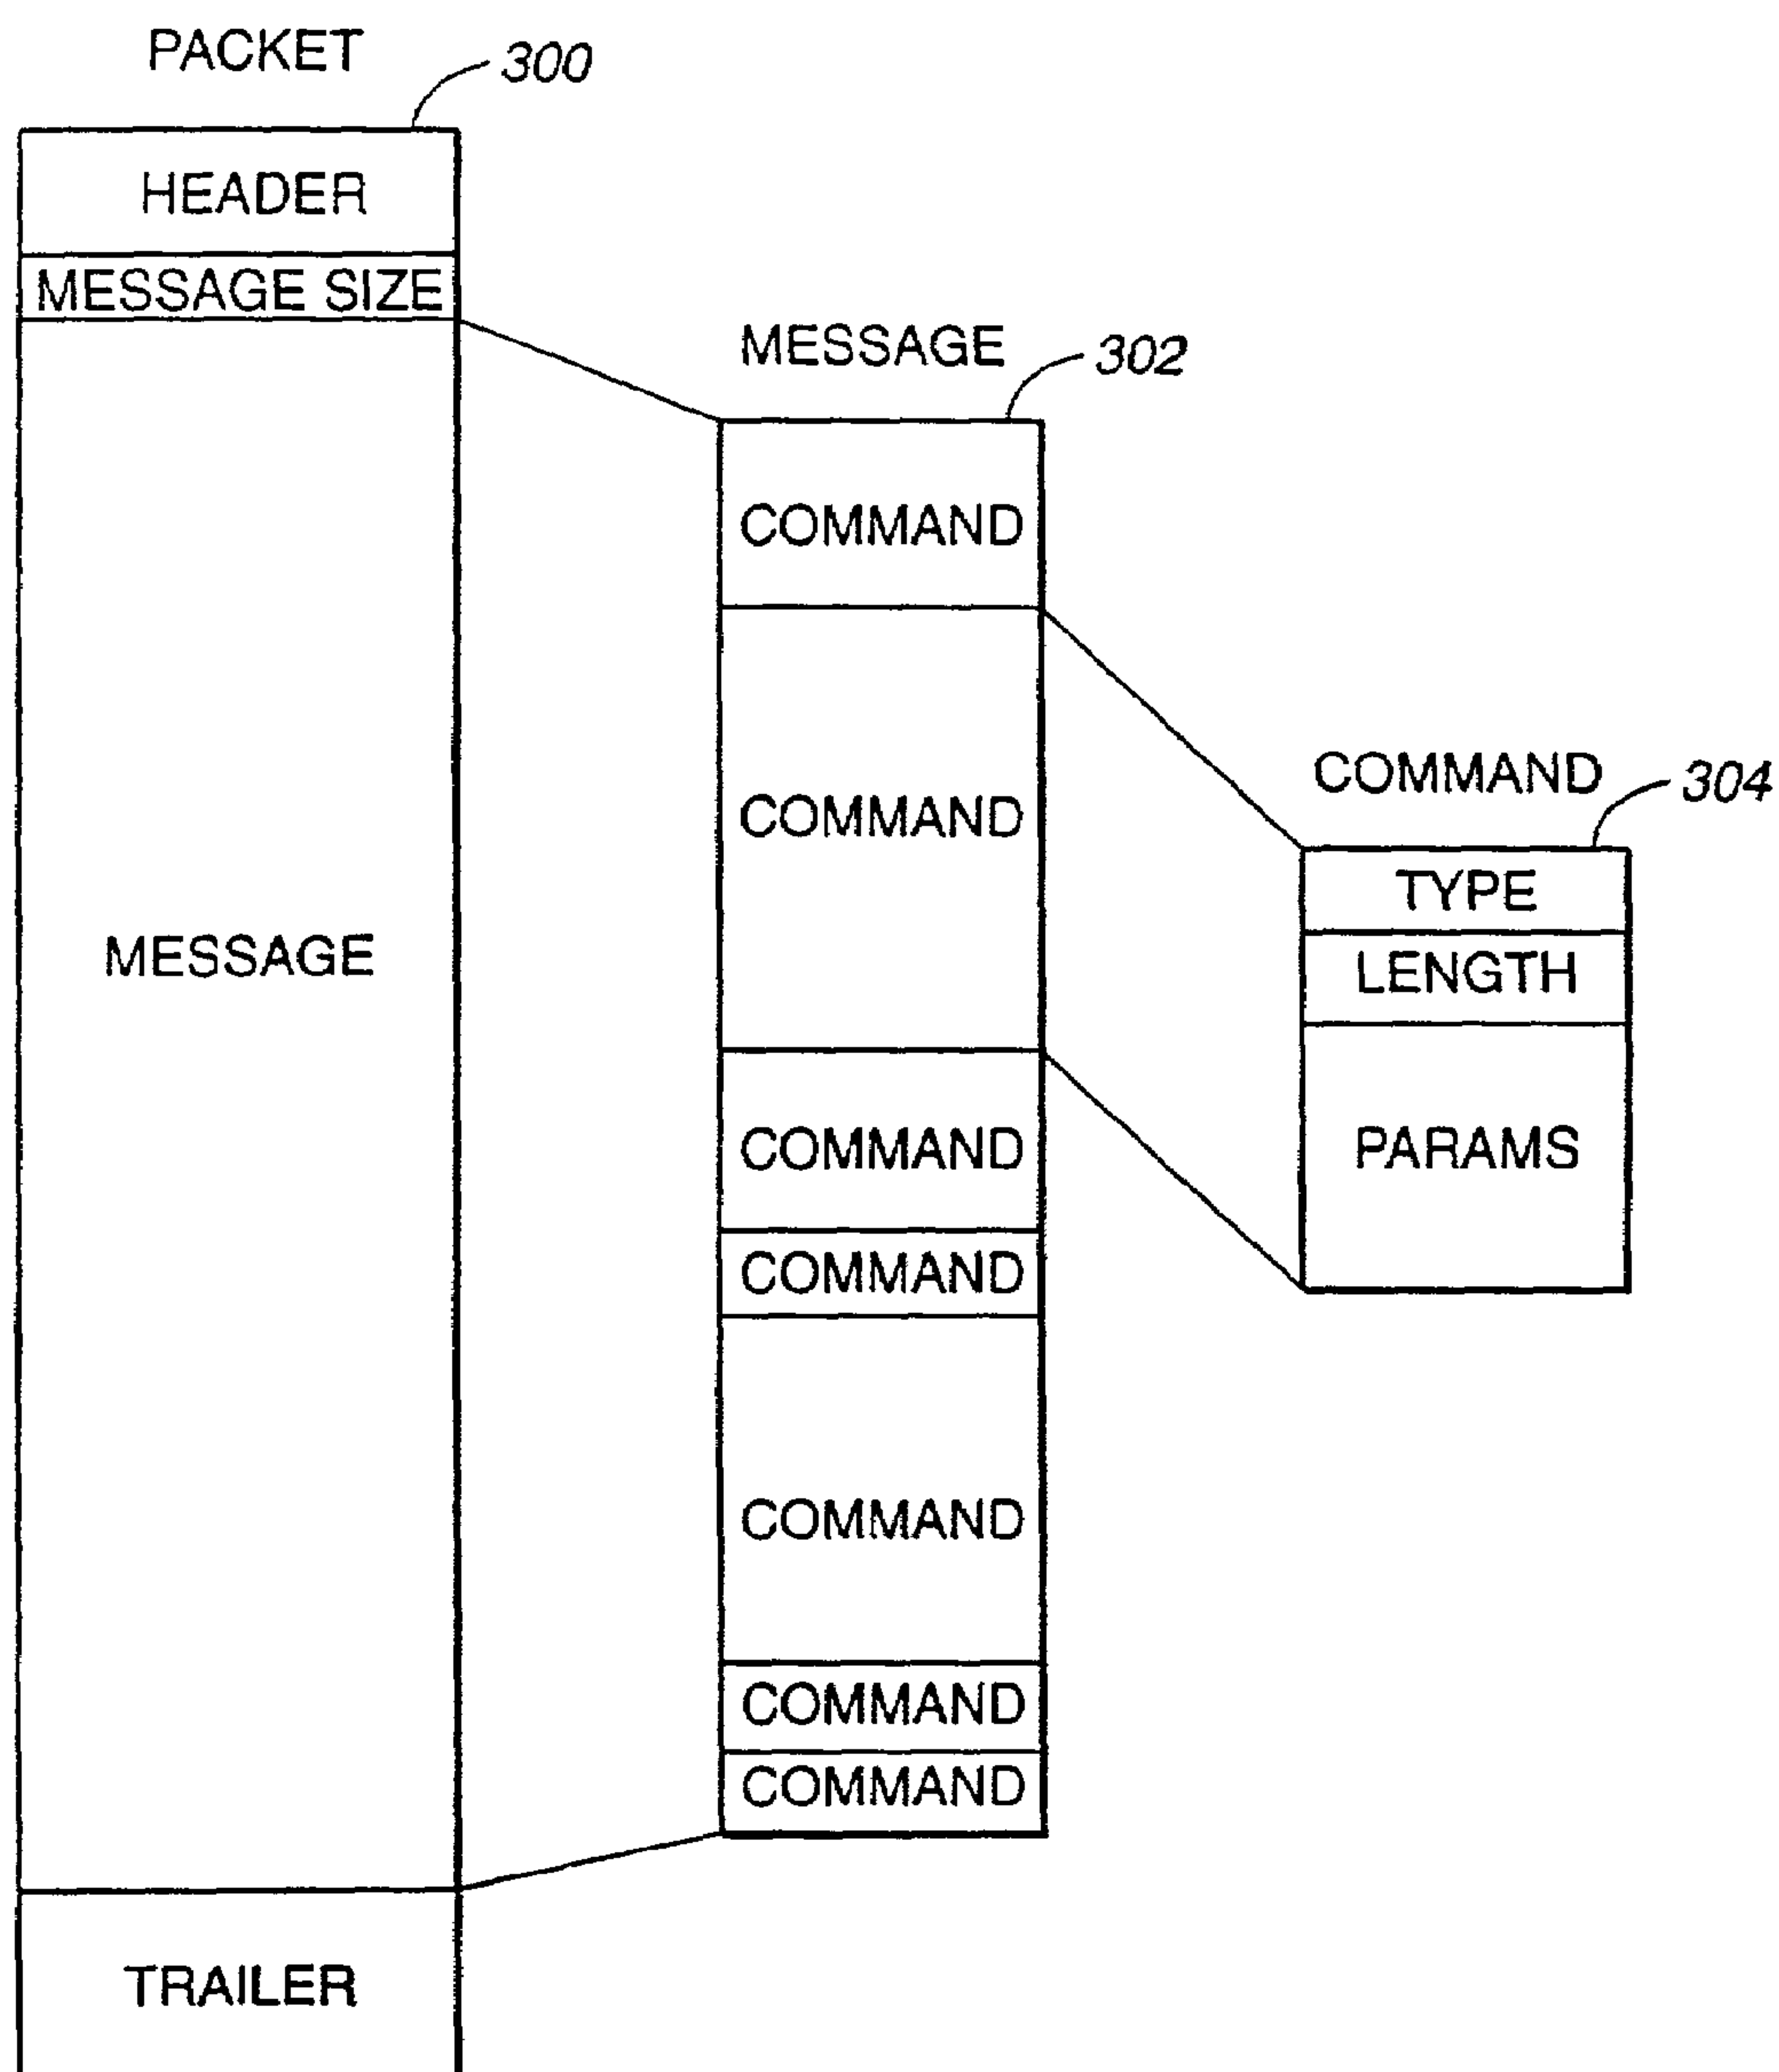 PACKET
300
HEADER
MESSAGE SIZE
MESSAGE
TRAILER
MESSAGE
302
COMMAND
COMMAND
COMMAND
COMMAND
COMMAND
COMMAND
COMMAND
COMMAND
304
TYPE
LENGTH
PARAMS